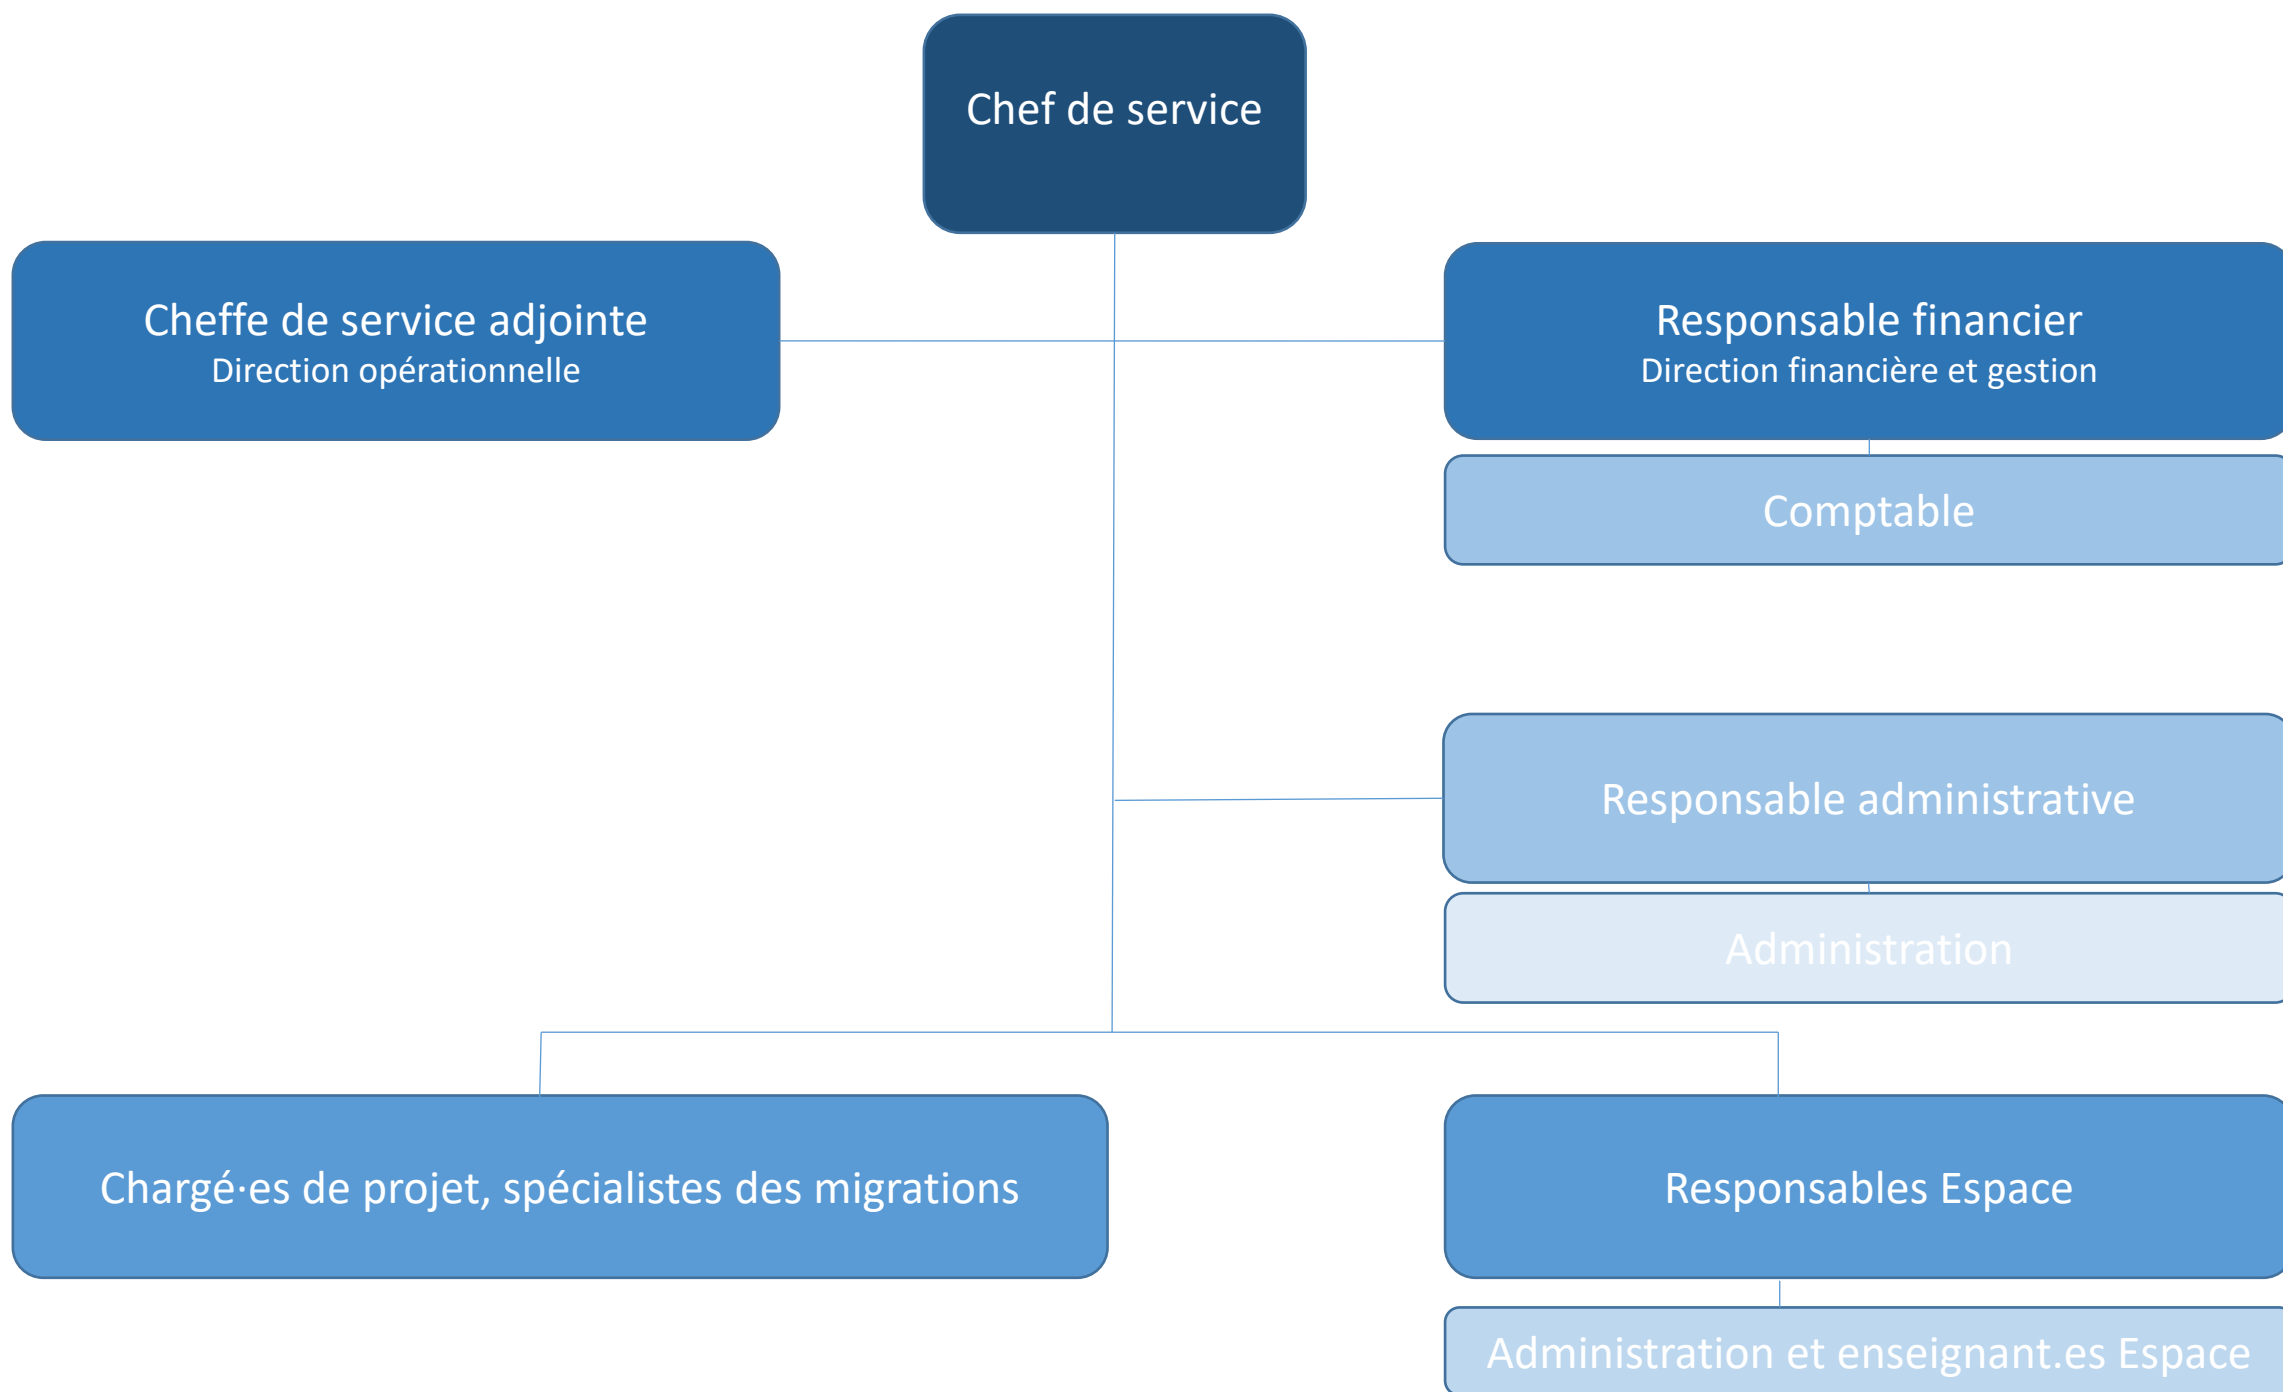 Chef de service
Cheffe de service adjointe
Direction opérationnelle
Responsable financier
Direction financière et gestion
Comptable
Responsable administrative
Administration
Chargé·es de projet, spécialistes des migrations
Responsables Espace
Administration et enseignant.es Espace